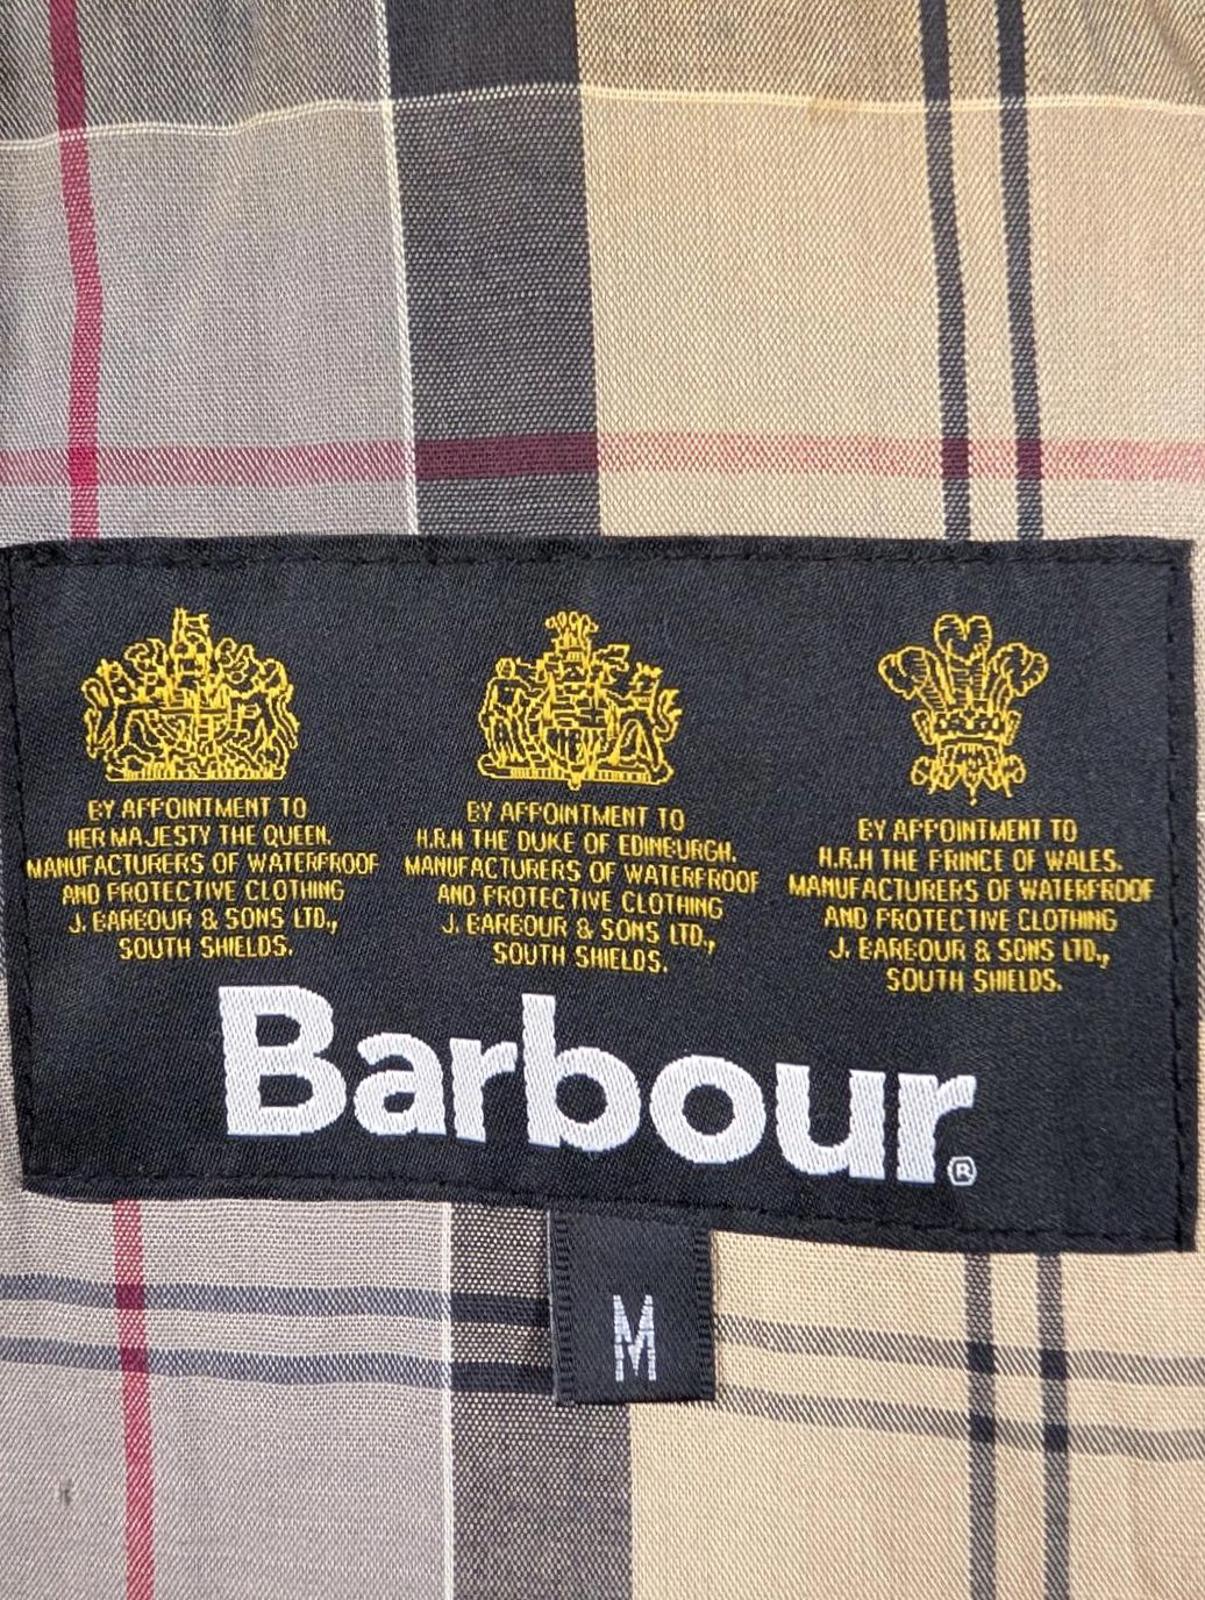 BY APPOINTMENT TO
HER MAJESTY THE QUEEN.
MANUFACTURERS OF WATERPROOF
AND PROTECTIVE CLOTHING
J. BARBOUR & SONS LTD.,
SOUTH SHIELDS.
BY APPOINTMENT TO
H.R.H THE DUKE OF EDINBURGH.
MANUFACTURERS OF WATERPROOF
AND PROTECTIVE CLOTHING
J. BARBOUR & SONS LTD.,
SOUTH SHIELDS.
BY APPOINTMENT TO
H.R.H THE PRINCE OF WALES.
MANUFACTURERS OF WATERPROOF
AND PROTECTIVE CLOTHING
J. BARBOUR & SONS LTD.,
SOUTH SHIELDS.
Barbour®
M